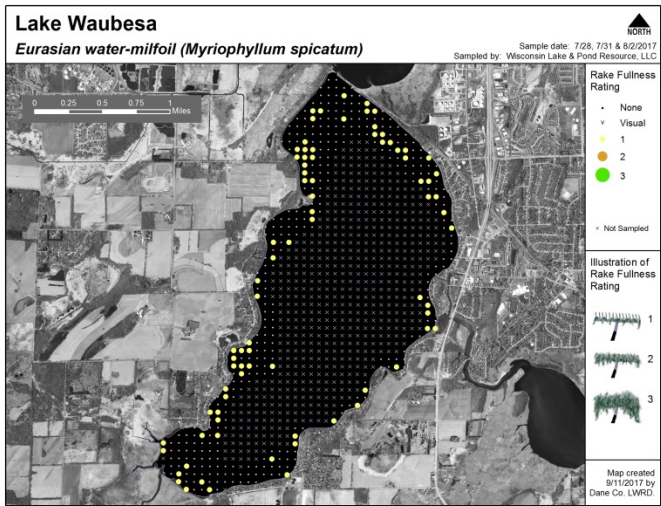 Lake Waubesa
Eurasian water-milfoil (Myriophyllum spicatum)
NORTH
Sample date: 7/28, 7/31 & 8/2/2017
Sampled by: Wisconsin Lake & Pond Resource, LLC
0 0.25 0.5 0.75 1
Miles
Rake Fullness
Rating
None
Visual
1
2
3
Not Sampled
Illustration of
Rake Fullness
Rating
1
2
3
Map created
9/11/2017 by
Dane Co. LWRD.